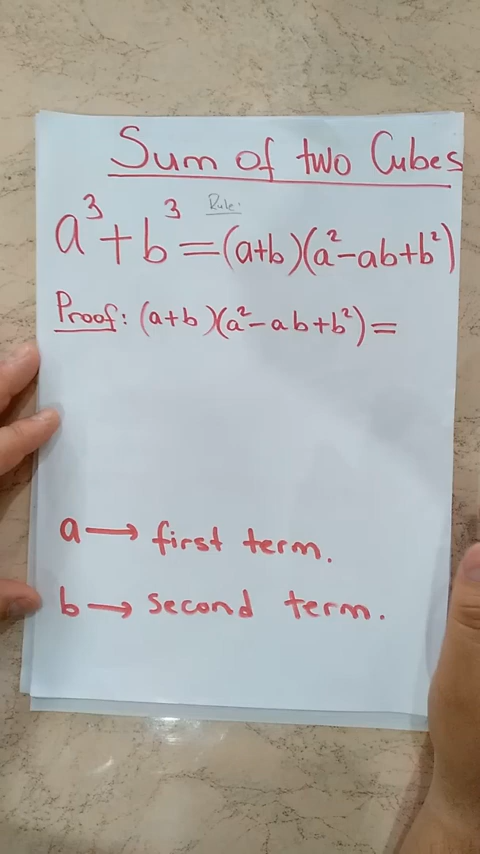 Sum of two Cubes
Rule:
a³+b³=(a+b)(a²-ab+b²)
Proof: (a+b)(a²-ab+b²)=
a→ first term.
b→ second term.